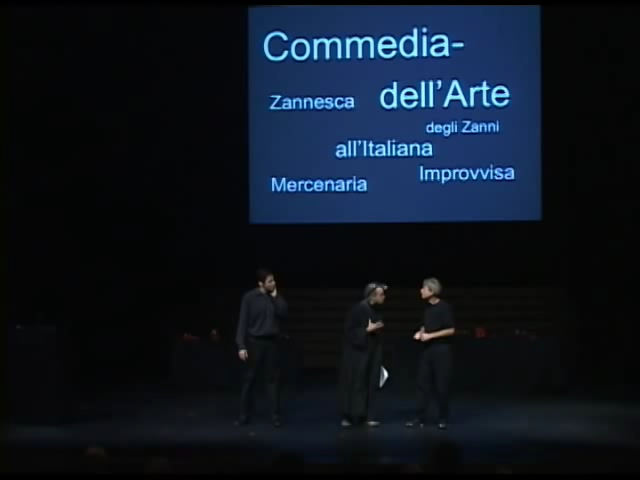 Commedia-
Zannesca dell'Arte
degli Zanni
all'Italiana
Improvvisa
Mercenaria